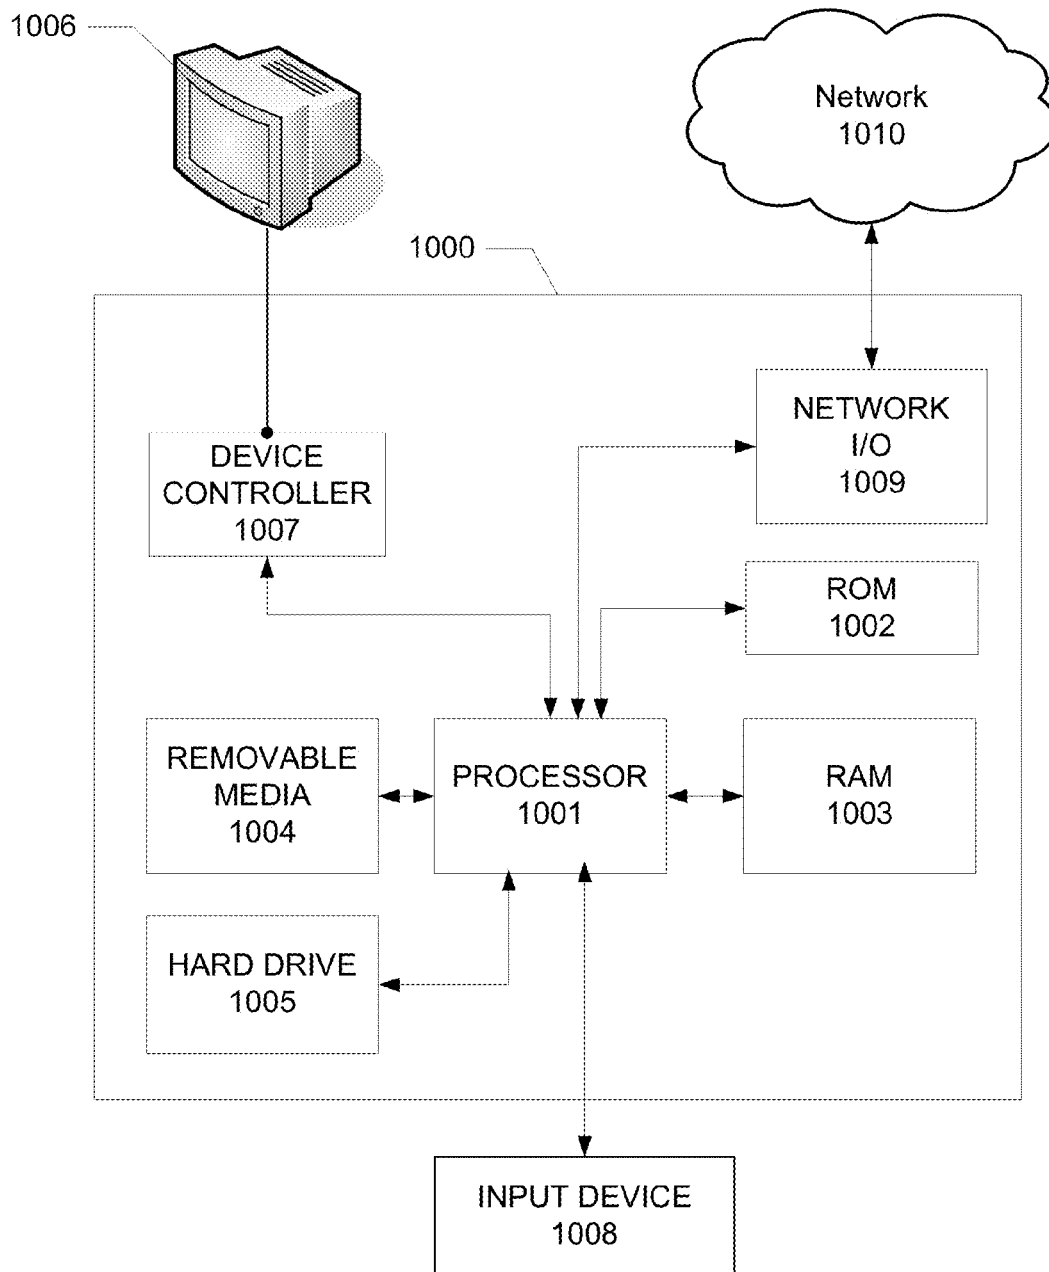 1006
Network
1010
1000
NETWORK
I/O
1009
DEVICE
CONTROLLER
1007
ROM
1002
REMOVABLE
MEDIA
1004
PROCESSOR
1001
RAM
1003
HARD DRIVE
1005
INPUT DEVICE
1008